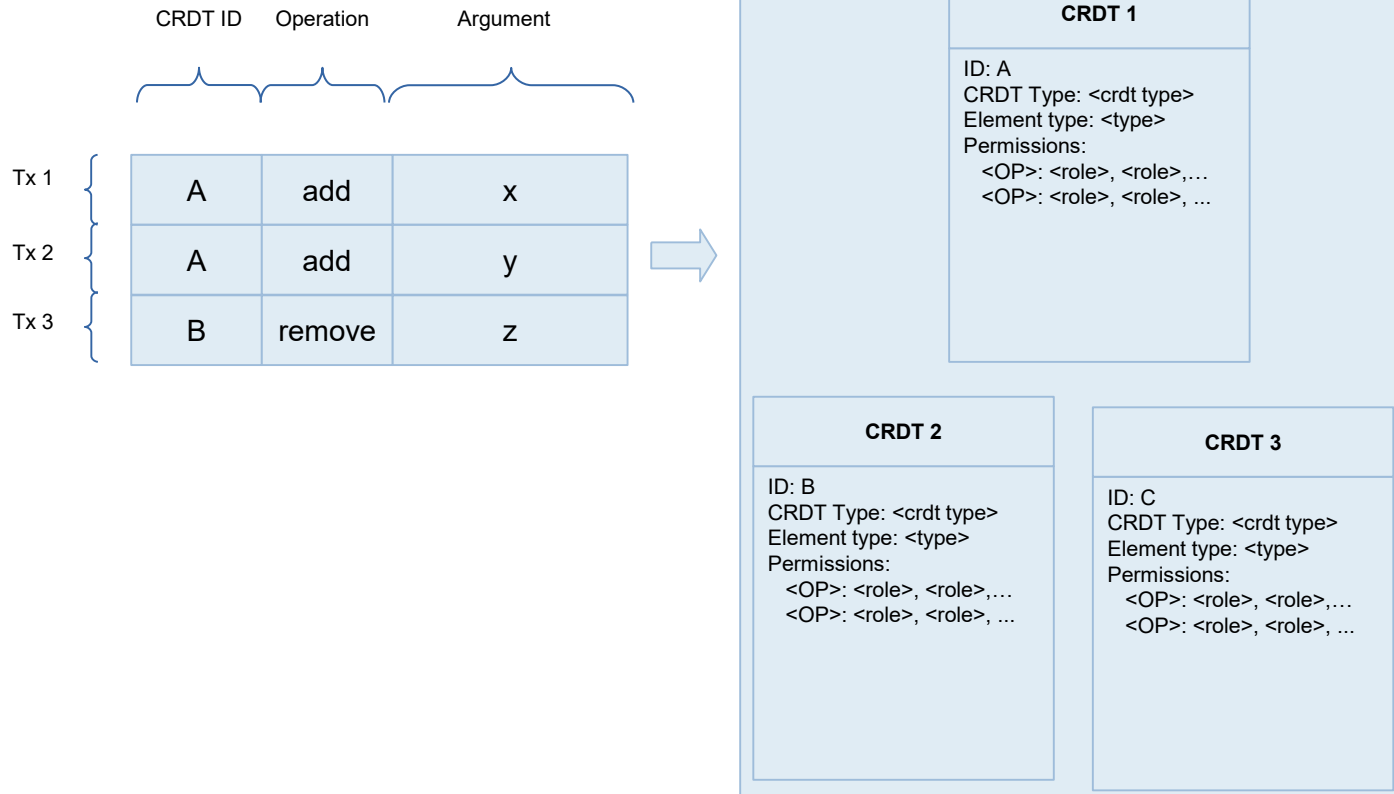 CRDT ID Operation Argument
Tx 1 A add x
Tx 2 A add y
Tx 3 B remove z
CRDT 1
ID: A
CRDT Type: <crdt type>
Element type: <type>
Permissions:
<OP>: <role>, <role>,…
<OP>: <role>, <role>, ...
CRDT 2
ID: B
CRDT Type: <crdt type>
Element type: <type>
Permissions:
<OP>: <role>, <role>,…
<OP>: <role>, <role>, ...
CRDT 3
ID: C
CRDT Type: <crdt type>
Element type: <type>
Permissions:
<OP>: <role>, <role>,…
<OP>: <role>, <role>, ...